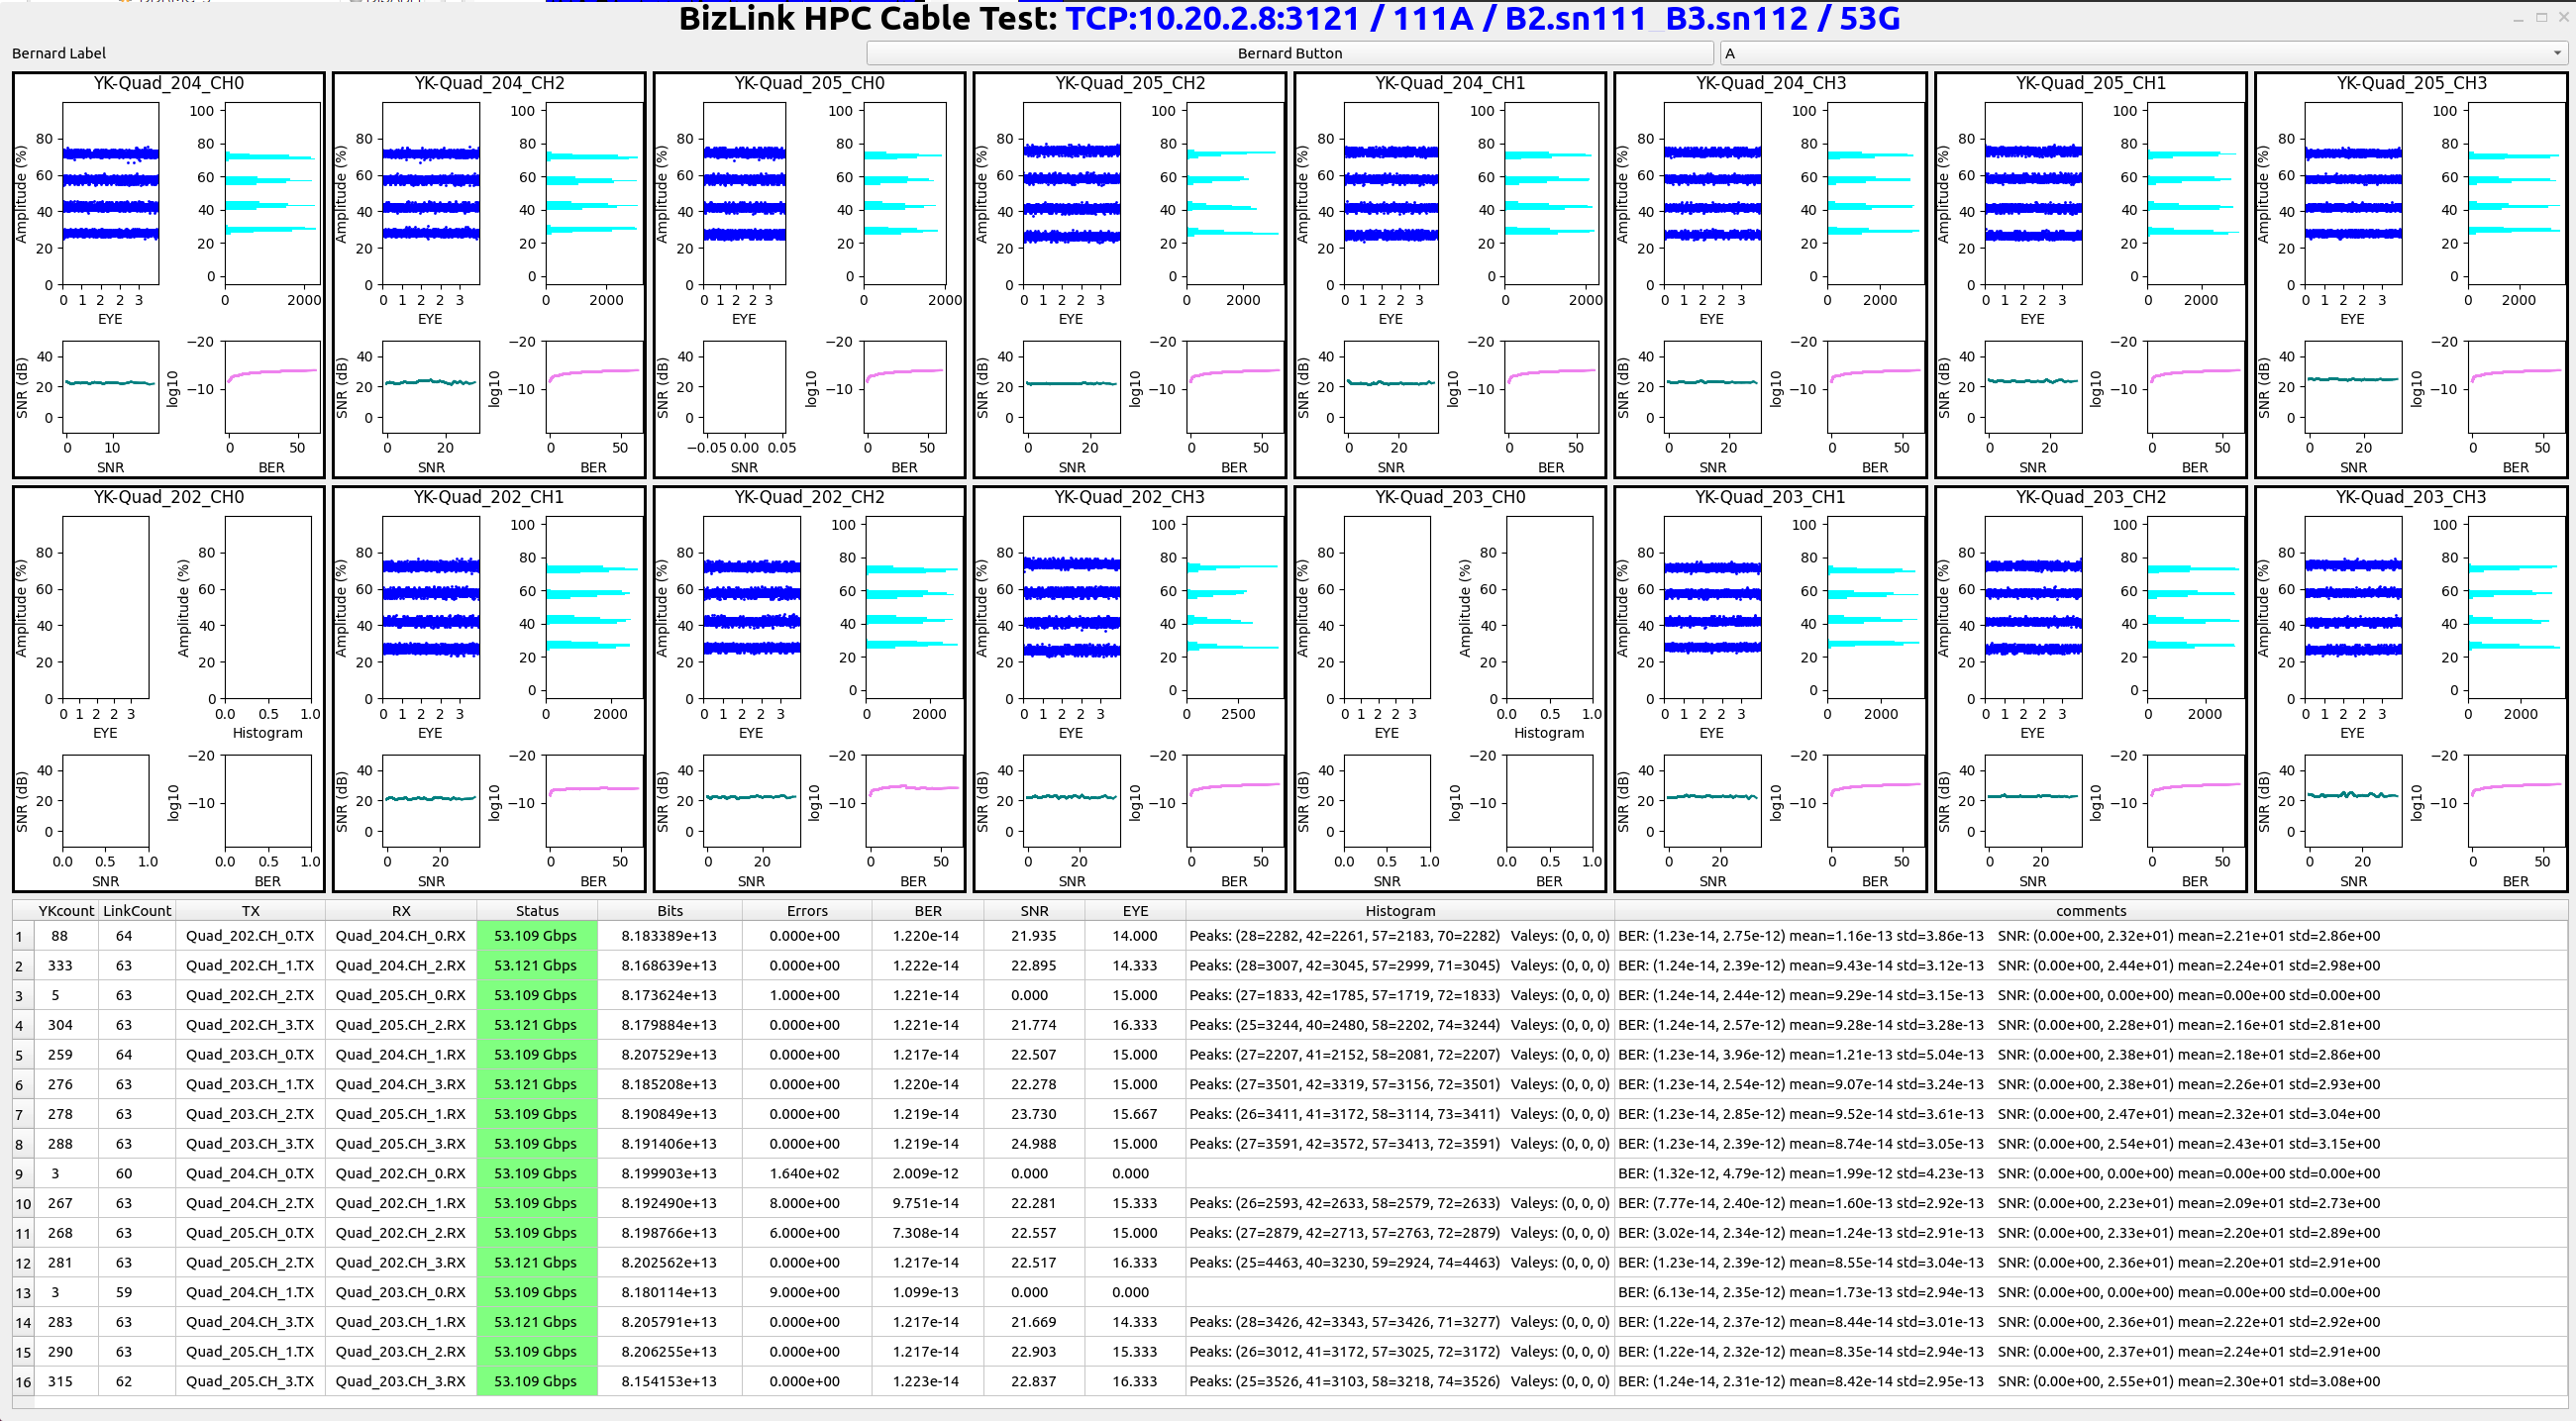 BizLink HPC Cable Test: TCP:10.20.2.8:3121 / 111A / B2.sn111_B3.sn112 / 53G
Bernard Label Bernard Button A
YK-Quad_204_CH0 YK-Quad_204_CH2 YK-Quad_205_CH0 YK-Quad_205_CH2 YK-Quad_204_CH1 YK-Quad_204_CH3 YK-Quad_205_CH1 YK-Quad_205_CH3
Amplitude (%) EYE SNR (dB) SNR log10 BER
YK-Quad_202_CH0 YK-Quad_202_CH1 YK-Quad_202_CH2 YK-Quad_202_CH3 YK-Quad_203_CH0 YK-Quad_203_CH1 YK-Quad_203_CH2 YK-Quad_203_CH3
Amplitude (%) EYE Histogram SNR (dB) SNR log10 BER
YKcount LinkCount TX RX Status Bits Errors BER SNR EYE Histogram comments
1 88 64 Quad_202.CH_0.TX Quad_204.CH_0.RX 53.109 Gbps 8.183389e+13 0.000e+00 1.220e-14 21.935 14.000 Peaks: (28=2282, 42=2261, 57=2183, 70=2282) Valeys: (0, 0, 0) BER: (1.23e-14, 2.75e-12) mean=1.16e-13 std=3.86e-13 SNR: (0.00e+00, 2.32e+01) mean=2.21e+01 std=2.86e+00
2 333 63 Quad_202.CH_1.TX Quad_204.CH_2.RX 53.121 Gbps 8.168639e+13 0.000e+00 1.222e-14 22.895 14.333 Peaks: (28=3007, 42=3045, 57=2999, 71=3045) Valeys: (0, 0, 0) BER: (1.24e-14, 2.39e-12) mean=9.43e-14 std=3.12e-13 SNR: (0.00e+00, 2.44e+01) mean=2.24e+01 std=2.98e+00
3 5 63 Quad_202.CH_2.TX Quad_205.CH_0.RX 53.109 Gbps 8.173624e+13 1.000e+00 1.221e-14 0.000 15.000 Peaks: (27=1833, 42=1785, 57=1719, 72=1833) Valeys: (0, 0, 0) BER: (1.24e-14, 2.44e-12) mean=9.29e-14 std=3.15e-13 SNR: (0.00e+00, 0.00e+00) mean=0.00e+00 std=0.00e+00
4 304 63 Quad_202.CH_3.TX Quad_205.CH_2.RX 53.121 Gbps 8.179884e+13 0.000e+00 1.221e-14 21.774 16.333 Peaks: (25=3244, 40=2480, 58=2202, 74=3244) Valeys: (0, 0, 0) BER: (1.24e-14, 2.57e-12) mean=9.28e-14 std=3.28e-13 SNR: (0.00e+00, 2.28e+01) mean=2.16e+01 std=2.81e+00
5 259 64 Quad_203.CH_0.TX Quad_204.CH_1.RX 53.109 Gbps 8.207529e+13 0.000e+00 1.217e-14 22.507 15.000 Peaks: (27=2207, 41=2152, 58=2081, 72=2207) Valeys: (0, 0, 0) BER: (1.23e-14, 3.96e-12) mean=1.21e-13 std=5.04e-13 SNR: (0.00e+00, 2.38e+01) mean=2.18e+01 std=2.86e+00
6 276 63 Quad_203.CH_1.TX Quad_204.CH_3.RX 53.121 Gbps 8.185208e+13 0.000e+00 1.220e-14 22.278 15.000 Peaks: (27=3501, 42=3319, 57=3156, 72=3501) Valeys: (0, 0, 0) BER: (1.23e-14, 2.54e-12) mean=9.07e-14 std=3.24e-13 SNR: (0.00e+00, 2.38e+01) mean=2.26e+01 std=2.93e+00
7 278 63 Quad_203.CH_2.TX Quad_205.CH_1.RX 53.109 Gbps 8.190849e+13 0.000e+00 1.219e-14 23.730 15.667 Peaks: (26=3411, 41=3172, 58=3114, 73=3411) Valeys: (0, 0, 0) BER: (1.23e-14, 2.85e-12) mean=9.52e-14 std=3.61e-13 SNR: (0.00e+00, 2.47e+01) mean=2.32e+01 std=3.04e+00
8 288 63 Quad_203.CH_3.TX Quad_205.CH_3.RX 53.109 Gbps 8.191406e+13 0.000e+00 1.219e-14 24.988 15.000 Peaks: (27=3591, 42=3572, 57=3413, 72=3591) Valeys: (0, 0, 0) BER: (1.23e-14, 2.39e-12) mean=8.74e-14 std=3.05e-13 SNR: (0.00e+00, 2.54e+01) mean=2.43e+01 std=3.15e+00
9 3 60 Quad_204.CH_0.TX Quad_202.CH_0.RX 53.109 Gbps 8.199903e+13 1.640e+02 2.009e-12 0.000 0.000 BER: (1.32e-12, 4.79e-12) mean=1.99e-12 std=4.23e-13 SNR: (0.00e+00, 0.00e+00) mean=0.00e+00 std=0.00e+00
10 267 63 Quad_204.CH_2.TX Quad_202.CH_1.RX 53.109 Gbps 8.192490e+13 8.000e+00 9.751e-14 22.281 15.333 Peaks: (26=2593, 42=2633, 58=2579, 72=2633) Valeys: (0, 0, 0) BER: (7.77e-14, 2.40e-12) mean=1.60e-13 std=2.92e-13 SNR: (0.00e+00, 2.23e+01) mean=2.09e+01 std=2.73e+00
11 268 63 Quad_205.CH_0.TX Quad_202.CH_2.RX 53.109 Gbps 8.198766e+13 6.000e+00 7.308e-14 22.557 15.000 Peaks: (27=2879, 42=2713, 57=2763, 72=2879) Valeys: (0, 0, 0) BER: (3.02e-14, 2.34e-12) mean=1.24e-13 std=2.91e-13 SNR: (0.00e+00, 2.33e+01) mean=2.20e+01 std=2.89e+00
12 281 63 Quad_205.CH_2.TX Quad_202.CH_3.RX 53.121 Gbps 8.202562e+13 0.000e+00 1.217e-14 22.517 16.333 Peaks: (25=4463, 40=3230, 59=2924, 74=4463) Valeys: (0, 0, 0) BER: (1.23e-14, 2.39e-12) mean=8.55e-14 std=3.04e-13 SNR: (0.00e+00, 2.36e+01) mean=2.20e+01 std=2.91e+00
13 3 59 Quad_204.CH_1.TX Quad_203.CH_0.RX 53.109 Gbps 8.180114e+13 9.000e+00 1.099e-13 0.000 0.000 BER: (6.13e-14, 2.35e-12) mean=1.73e-13 std=2.94e-13 SNR: (0.00e+00, 0.00e+00) mean=0.00e+00 std=0.00e+00
14 283 63 Quad_204.CH_3.TX Quad_203.CH_1.RX 53.121 Gbps 8.205791e+13 0.000e+00 1.217e-14 21.669 14.333 Peaks: (28=3426, 42=3343, 57=3426, 71=3277) Valeys: (0, 0, 0) BER: (1.22e-14, 2.37e-12) mean=8.44e-14 std=3.01e-13 SNR: (0.00e+00, 2.36e+01) mean=2.22e+01 std=2.92e+00
15 290 63 Quad_205.CH_1.TX Quad_203.CH_2.RX 53.109 Gbps 8.206255e+13 0.000e+00 1.217e-14 22.903 15.333 Peaks: (26=3012, 41=3172, 57=3025, 73=3172) Valeys: (0, 0, 0) BER: (1.22e-14, 2.32e-12) mean=8.35e-14 std=2.94e-13 SNR: (0.00e+00, 2.37e+01) mean=2.24e+01 std=2.91e+00
16 315 62 Quad_205.CH_3.TX Quad_203.CH_3.RX 53.109 Gbps 8.154153e+13 0.000e+00 1.223e-14 22.837 16.333 Peaks: (25=3526, 41=3103, 58=3218, 74=3526) Valeys: (0, 0, 0) BER: (1.24e-14, 2.31e-12) mean=8.42e-14 std=2.95e-13 SNR: (0.00e+00, 2.55e+01) mean=2.30e+01 std=3.08e+00